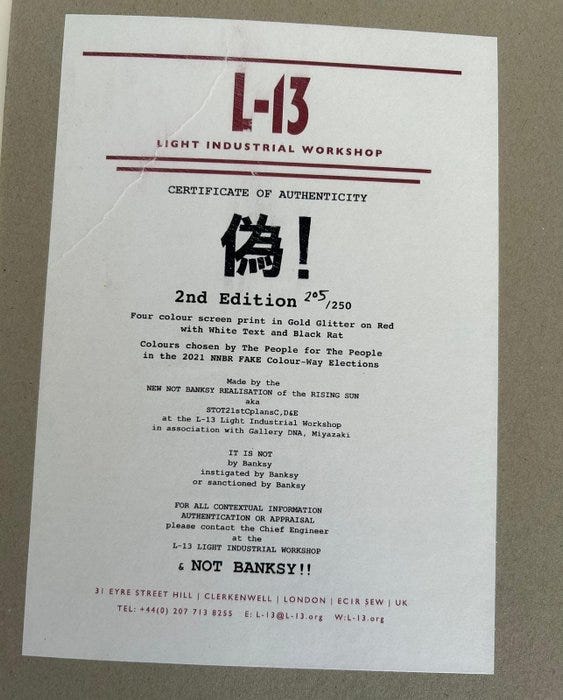 L-13
LIGHT INDUSTRIAL WORKSHOP
CERTIFICATE OF AUTHENTICITY
偽!
2nd Edition 205/250
Four colour screen print in Gold Glitter on Red
with White Text and Black Rat
Colours chosen by The People for The People
in the 2021 NNBR FAKE Colour-Way Elections
Made by the
NEW NOT BANKSY REALISATION of the RISING SUN
aka
STOT21stCplansC,D&E
at the L-13 Light Industrial Workshop
in association with Gallery DNA, Miyazaki
IT IS NOT
by Banksy
instigated by Banksy
or sanctioned by Banksy
FOR ALL CONTEXTUAL INFORMATION
AUTHENTICATION OR APPRAISAL
please contact the Chief Engineer
at the
L-13 LIGHT INDUSTRIAL WORKSHOP
& NOT BANKSY!!
31 EYRE STREET HILL | CLERKENWELL | LONDON | EC1R 5EW | UK
TEL: +44(0) 207 713 8255 E: L-13@L-13.org W:L-13.org